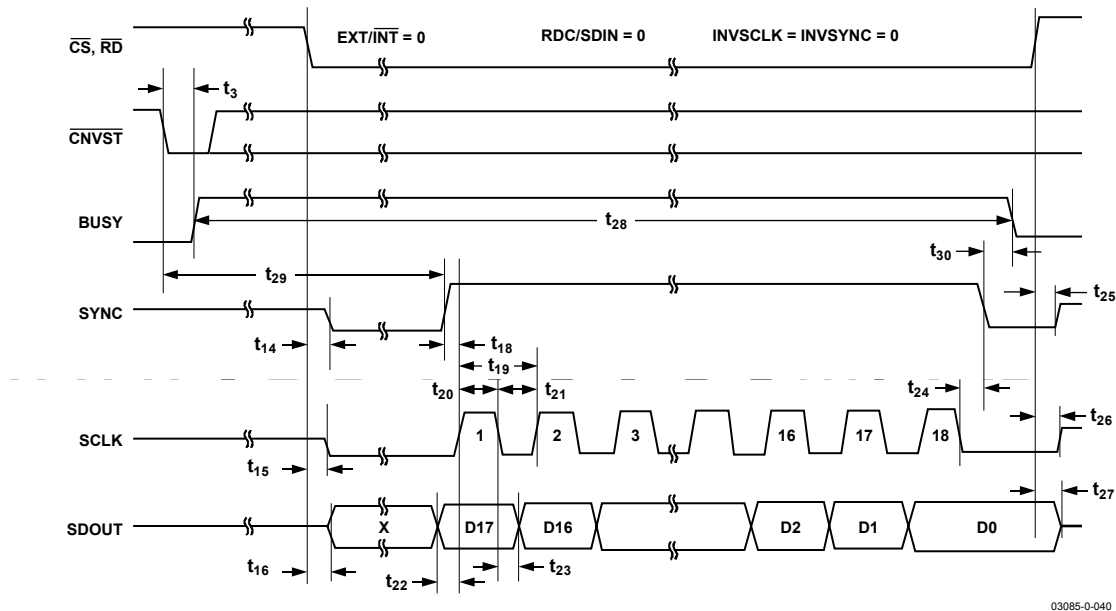 EXT/INT = 0 RDC/SDIN = 0 INVSCLK = INVSYNC = 0
CS, RD
t3
CNVST
BUSY
t28
t30
t29
t25
SYNC
t14
t18
t19
t20
t21
t24
t26
SCLK
1 2 3 16 17 18
t15
t27
SDOUT
X D17 D16 D2 D1 D0
t16
t22
t23
03085-0-040